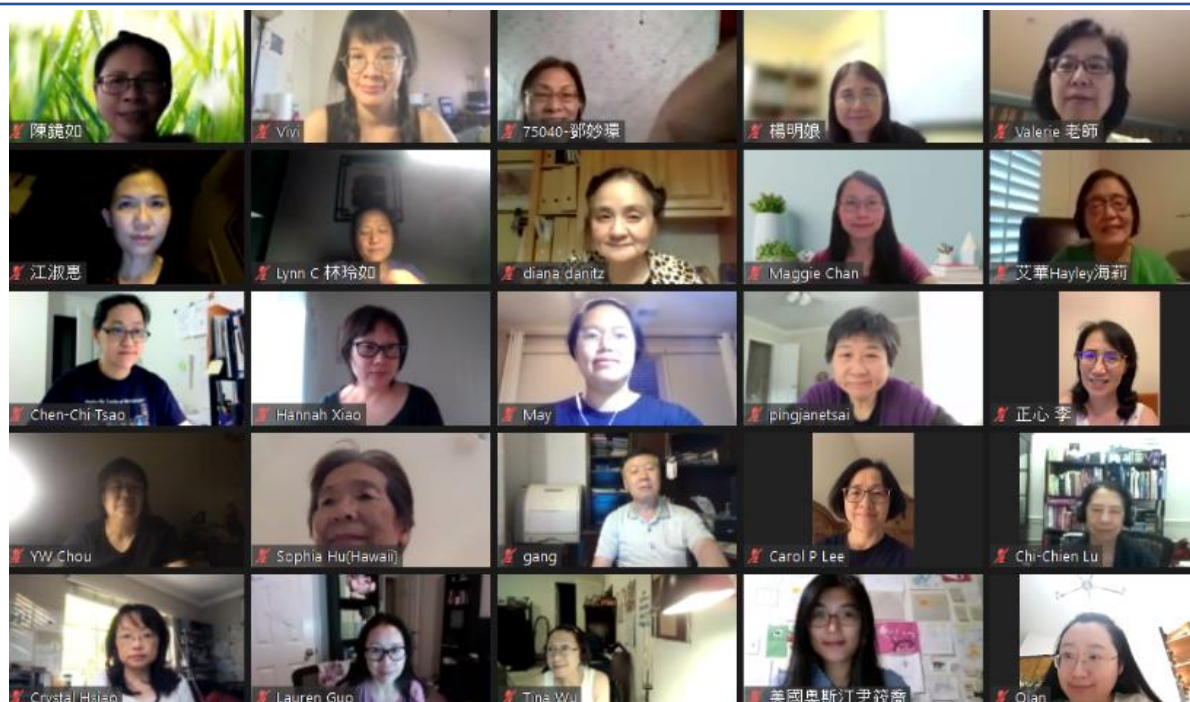 陳鏡如
Vivi
75040-鄧妙環
楊明娘
Valerie 老師
江淑惠
Lynn C 林玲如
diana danitz
Maggie Chan
艾華Hayley海莉
Chen-Chi Tsao
Hannah Xiao
May
pingjanetsai
正心 李
YW Chou
Sophia Hu(Hawaii)
gang
Carol P Lee
Chi-Chien Lu
Crystal Hsiao
Lauren Guo
Tina Wu
美國奧斯汀尹筱喬
Qian